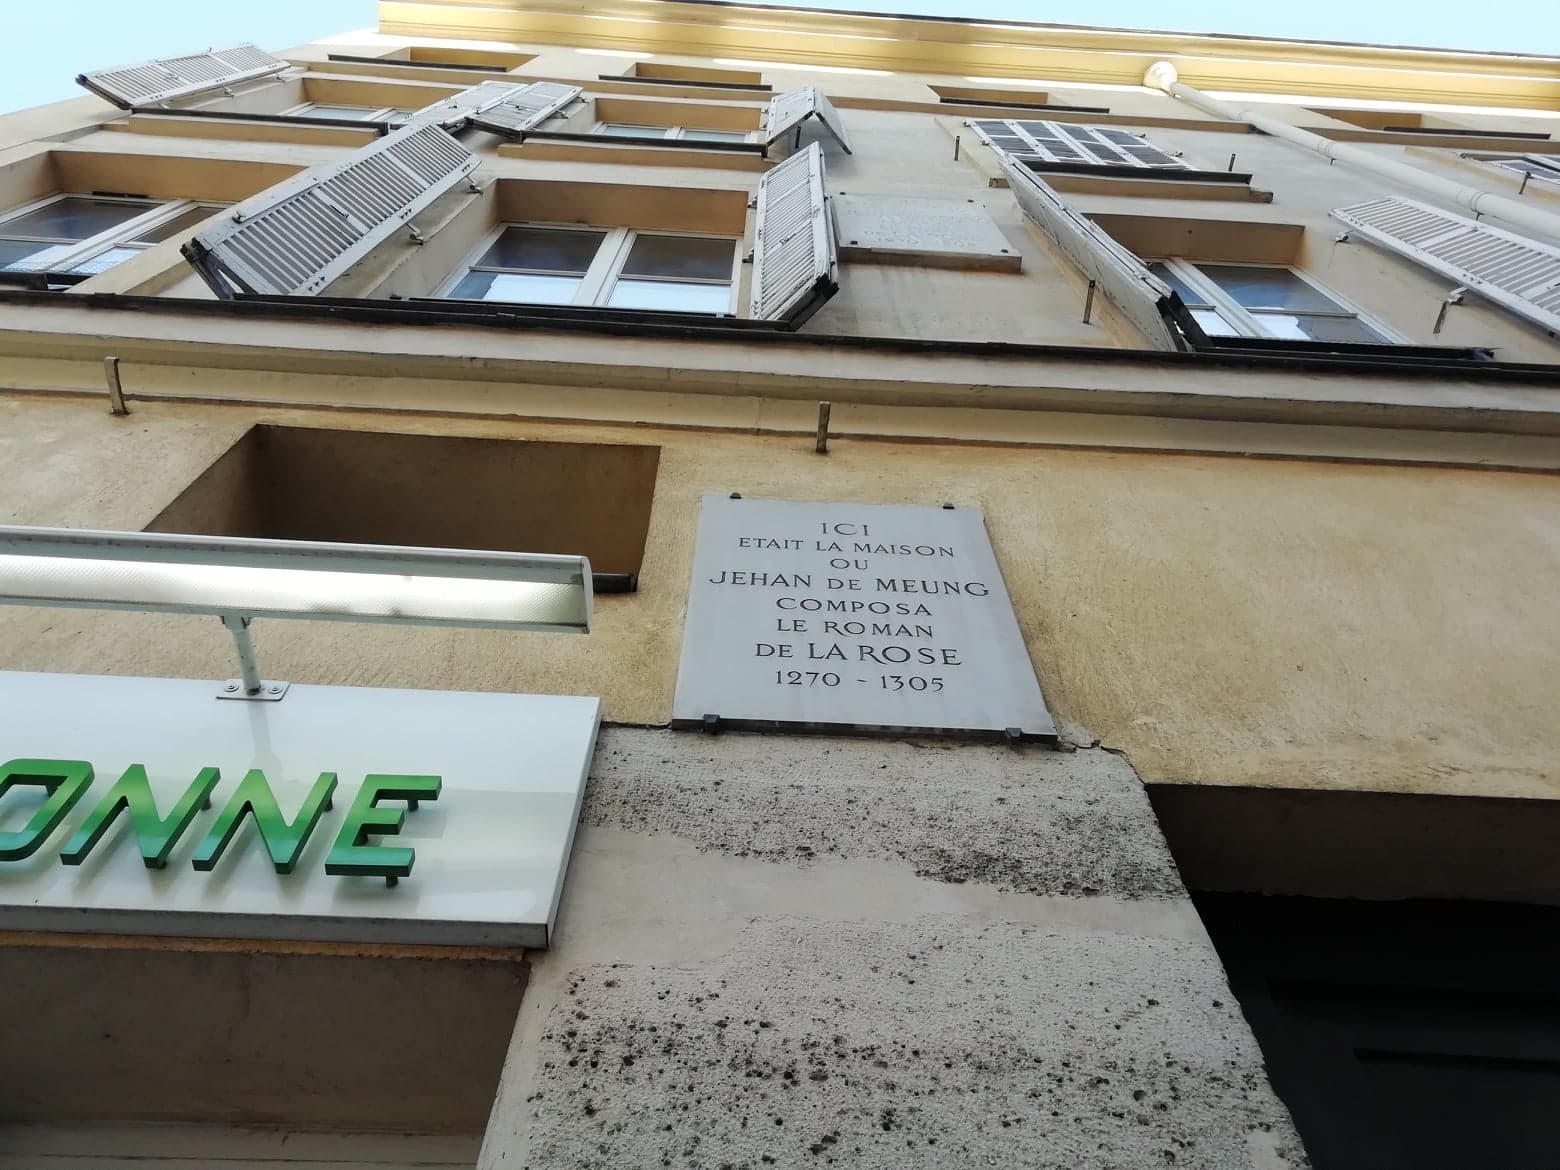 ICI
ETAIT LA MAISON
OU
JEHAN DE MEUNG
COMPOSA
LE ROMAN
DE LA ROSE
1270 - 1305
ONNE